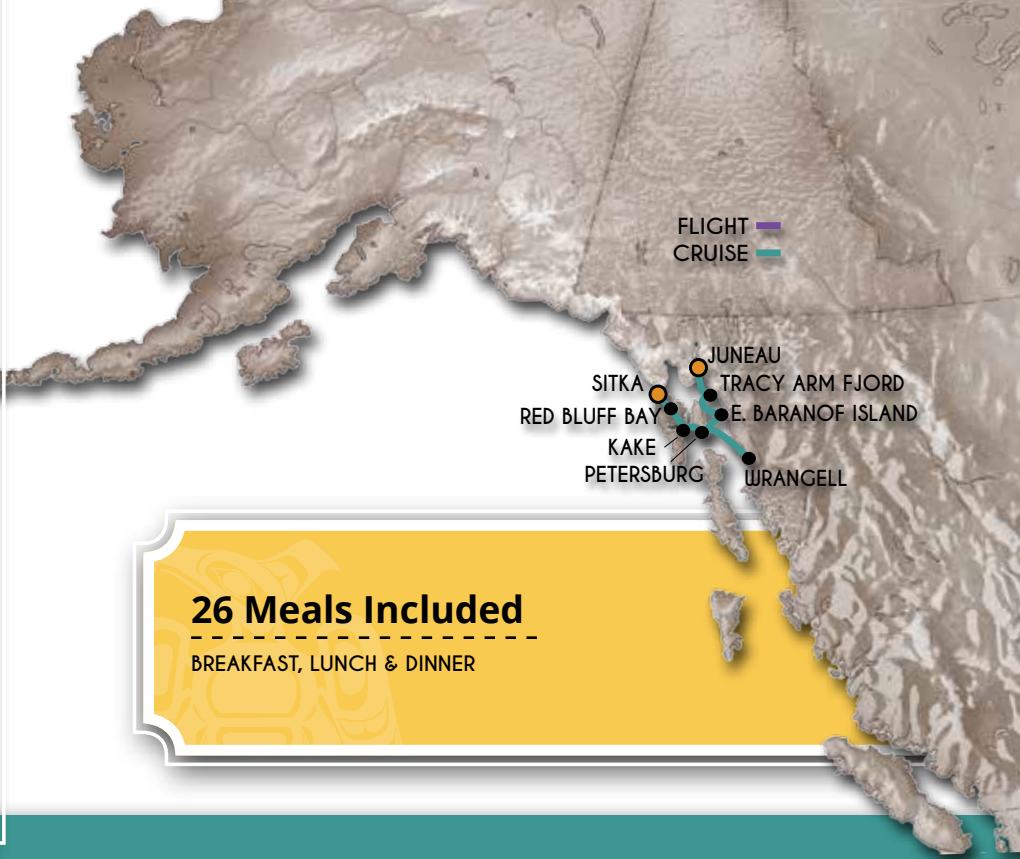 FLIGHT
CRUISE
JUNEAU
SITKA
TRACY ARM FJORD
RED BLUFF BAY
E. BARANOF ISLAND
KAKE
PETERSBURG
WRANGELL
26 Meals Included
BREAKFAST, LUNCH & DINNER